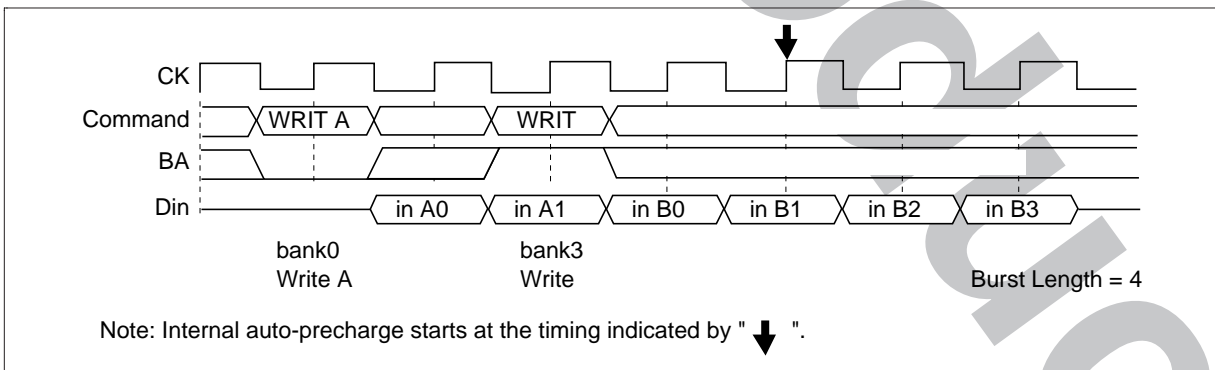 CK
Command WRIT A WRIT
BA
Din in A0 in A1 in B0 in B1 in B2 in B3
bank0 bank3
Write A Write Burst Length = 4
Note: Internal auto-precharge starts at the timing indicated by " ".